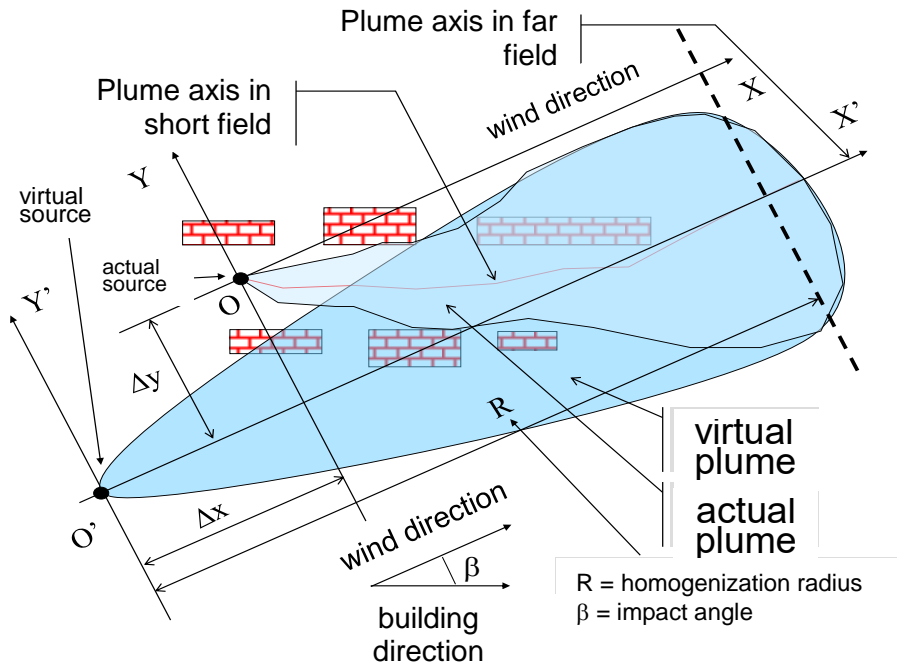 Plume axis in far
field
Plume axis in
short field
wind direction
X
X’
Y
virtual
source
actual
source
O
Y’
Δy
R
virtual
plume
Δx
O’
wind direction
actual
plume
β
building
direction
R = homogenization radius
β = impact angle